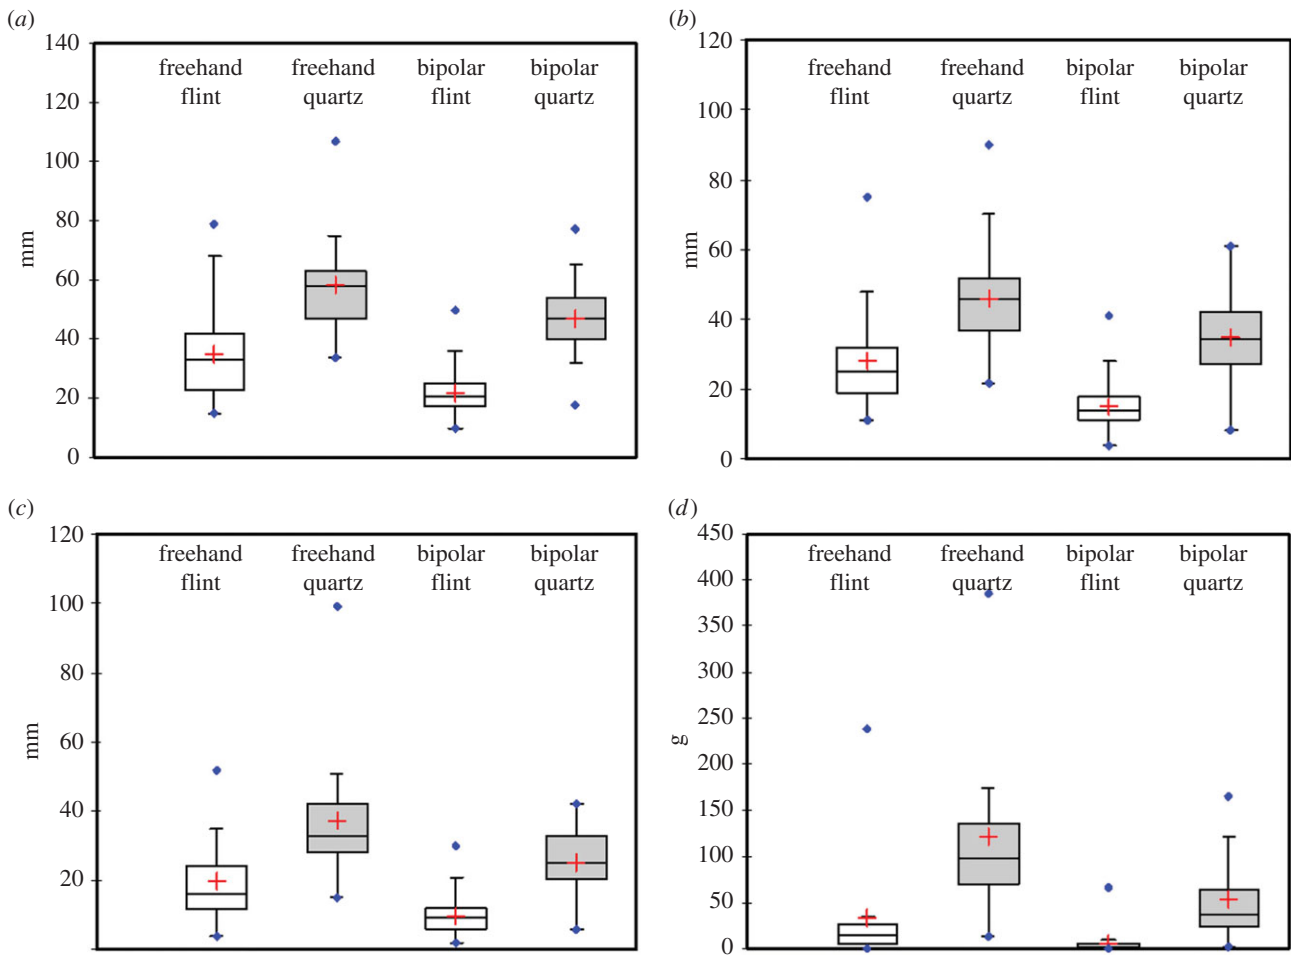 (a)
140
120
100
80
60
40
20
0
mm
freehand flint
freehand quartz
bipolar flint
bipolar quartz
(b)
120
100
80
60
40
20
0
mm
freehand flint
freehand quartz
bipolar flint
bipolar quartz
(c)
120
100
80
60
40
20
mm
freehand flint
freehand quartz
bipolar flint
bipolar quartz
(d)
450
400
350
300
250
200
150
100
50
0
g
freehand flint
freehand quartz
bipolar flint
bipolar quartz